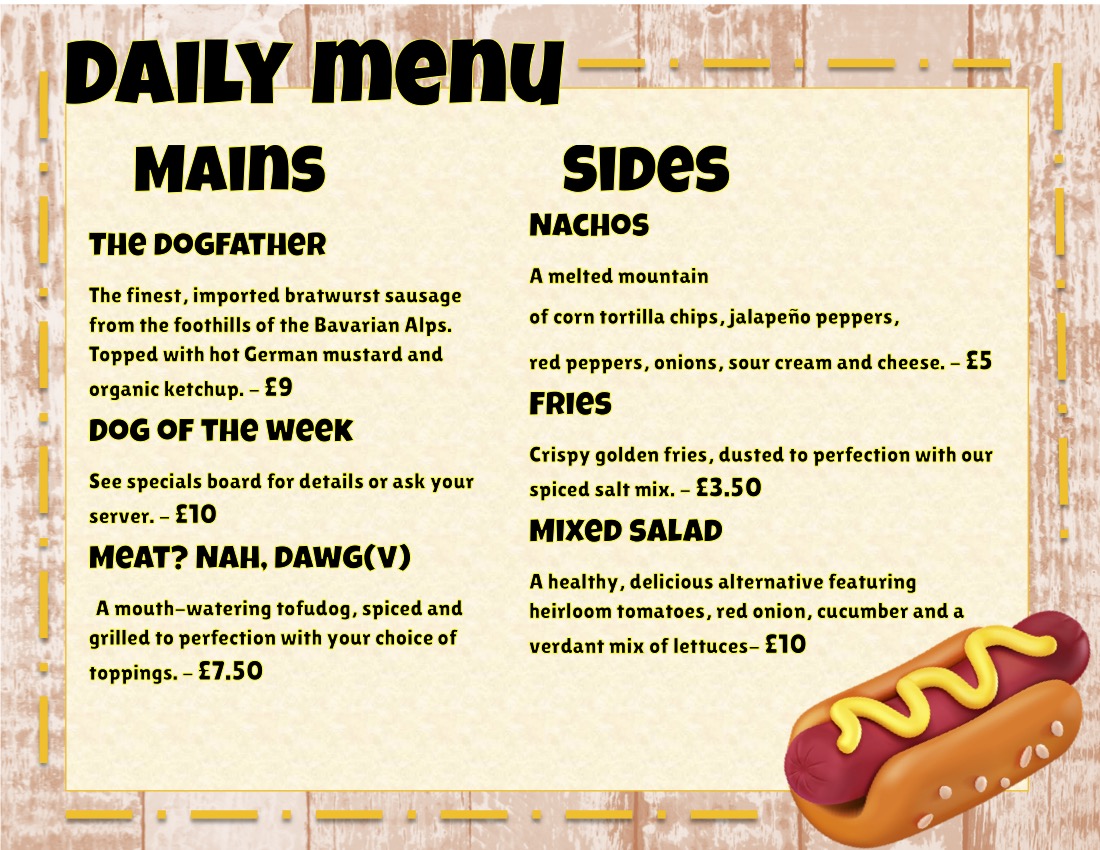 DAILY menu
MAINS
THE DOGFATHER
The finest, imported bratwurst sausage
from the foothills of the Bavarian Alps.
Topped with hot German mustard and
organic ketchup. – £9
DOG OF THE WEEK
See specials board for details or ask your
server. – £10
MEAT? NAH, DAWG(V)
A mouth-watering tofudog, spiced and
grilled to perfection with your choice of
toppings. – £7.50
SIDES
NACHOS
A melted mountain
of corn tortilla chips, jalapeño peppers,
red peppers, onions, sour cream and cheese. – £5
FRIES
Crispy golden fries, dusted to perfection with our
spiced salt mix. – £3.50
MIXED SALAD
A healthy, delicious alternative featuring
heirloom tomatoes, red onion, cucumber and a
verdant mix of lettuces– £10